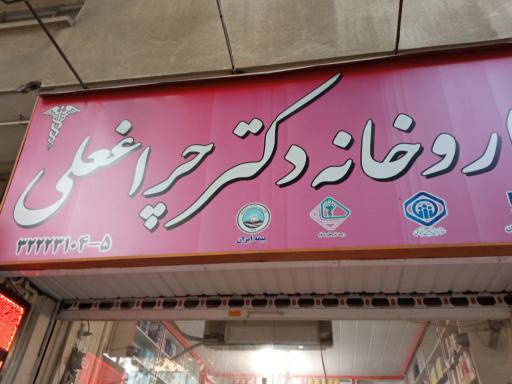 اروخانه دکتر چراغعلی
بیمه ایران
۳۲۲۲۳۱۰۴-۵